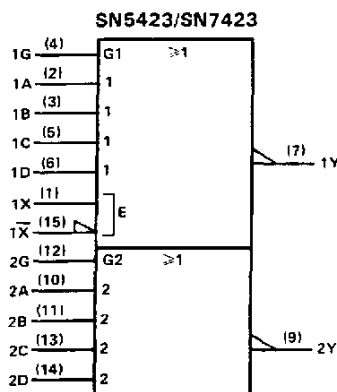 SN5423/SN7423
1G (4) G1 ≥1
1A (2) 1
1B (3) 1
1C (5) 1
1D (6) 1
(7) 1Y
1X (1)
E
1X̅ (15)
2G (12) G2 ≥1
2A (10) 2
2B (11) 2
2C (13) 2
(9) 2Y
2D (14) 2